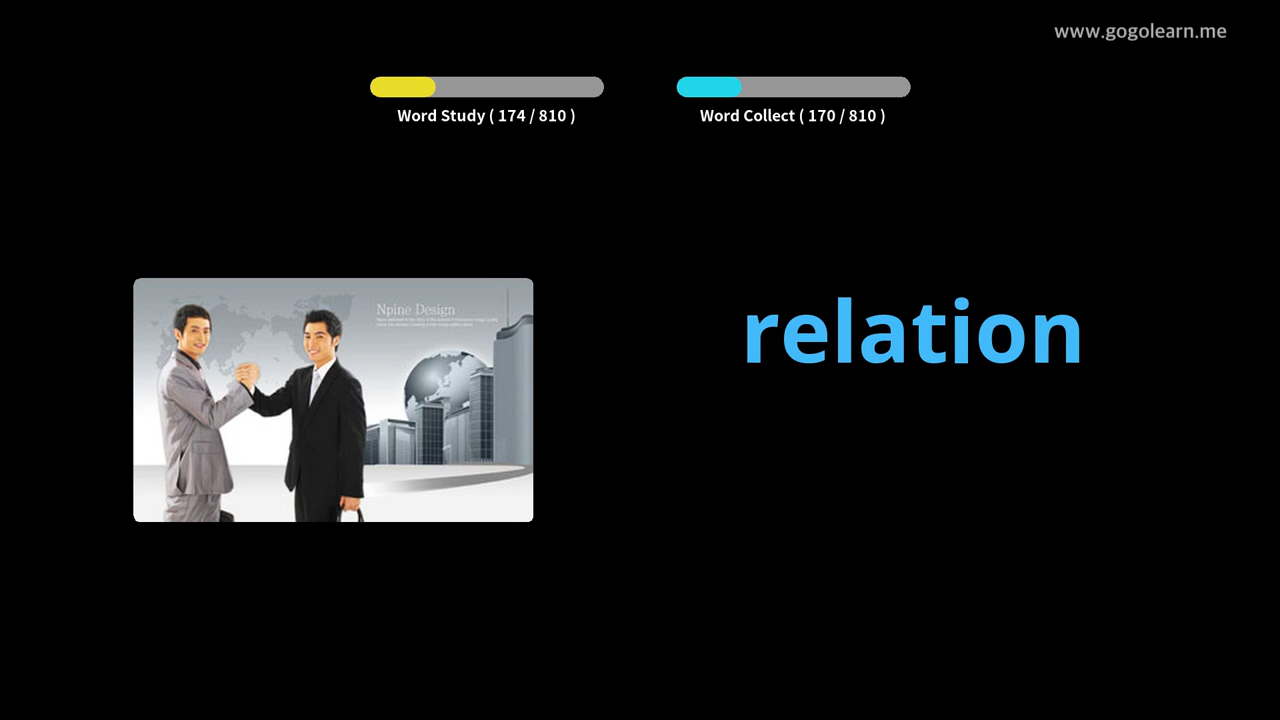 www.gogolearn.me
Word Study ( 174 / 810 )
Word Collect ( 170 / 810 )
Npine Design
relation